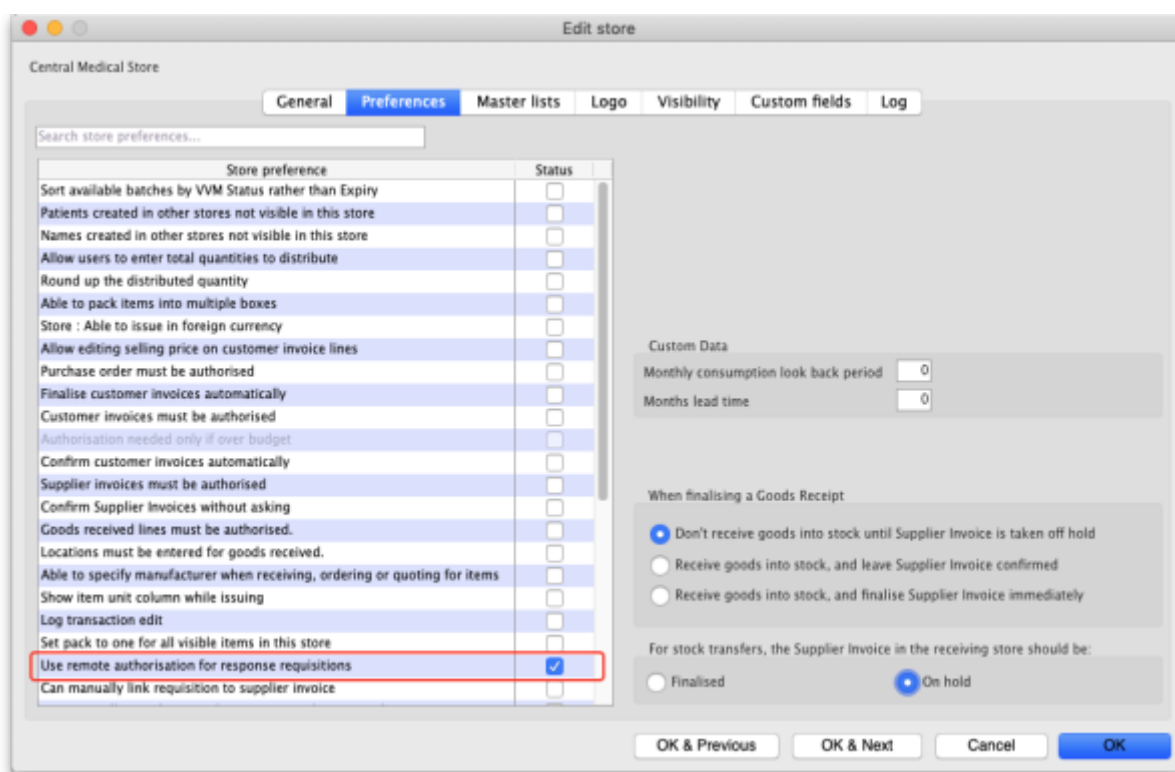 Edit store
Central Medical Store
General Preferences Master lists Logo Visibility Custom fields Log
Search store preferences...
Store preference Status
Sort available batches by VVM Status rather than Expiry
Patients created in other stores not visible in this store
Names created in other stores not visible in this store
Allow users to enter total quantities to distribute
Round up the distributed quantity
Able to pack items into multiple boxes
Store : Able to issue in foreign currency
Allow editing selling price on customer invoice lines
Purchase order must be authorised
Finalise customer invoices automatically
Customer invoices must be authorised
Authorisation needed only if over budget
Confirm customer invoices automatically
Supplier invoices must be authorised
Confirm Supplier Invoices without asking
Goods received lines must be authorised.
Locations must be entered for goods received.
Able to specify manufacturer when receiving, ordering or quoting for items
Show item unit column while issuing
Log transaction edit
Set pack to one for all visible items in this store
Use remote authorisation for response requisitions
Can manually link requisition to supplier invoice
Custom Data
Monthly consumption look back period 0
Months lead time 0
When finalising a Goods Receipt
Don't receive goods into stock until Supplier Invoice is taken off hold
Receive goods into stock, and leave Supplier Invoice confirmed
Receive goods into stock, and finalise Supplier Invoice immediately
For stock transfers, the Supplier Invoice in the receiving store should be:
Finalised On hold
OK & Previous OK & Next Cancel OK